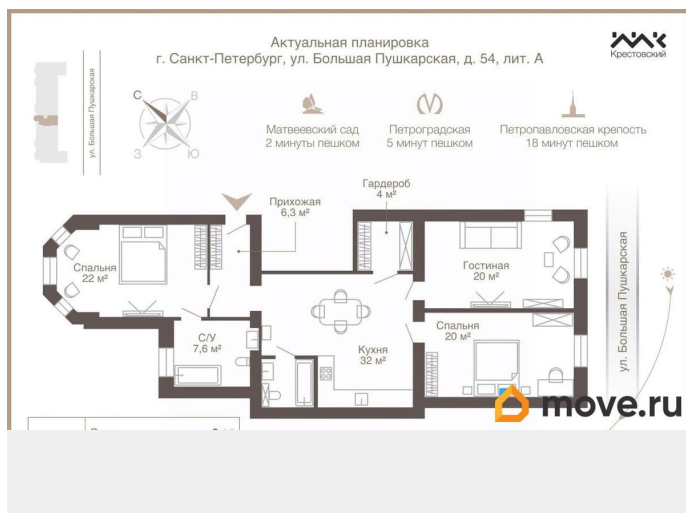 Актуальная планировка
г. Санкт-Петербург, ул. Большая Пушкарская, д. 54, лит. А
Крестовский
ул. Большая Пушкарская
С
В
З
Ю
Матвеевский сад
2 минуты пешком
Петроградская
5 минут пешком
Петропавловская крепость
18 минут пешком
Прихожая
6,3 м²
Гардероб
4 м²
Спальня
22 м²
Гостиная
20 м²
С/У
7,6 м²
Кухня
32 м²
Спальня
20 м²
ул. Большая Пушкарская
move.ru